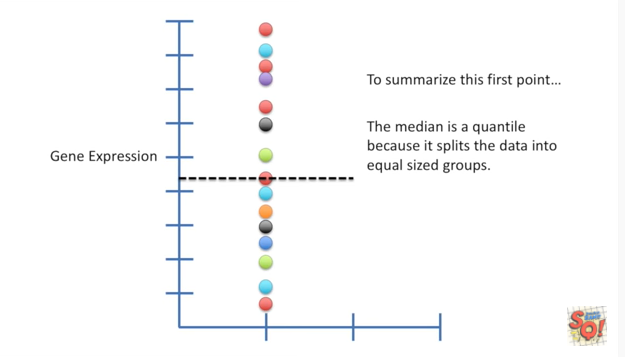 To summarize this first point...
The median is a quantile
because it splits the data into
equal sized groups.
Gene Expression
SO!